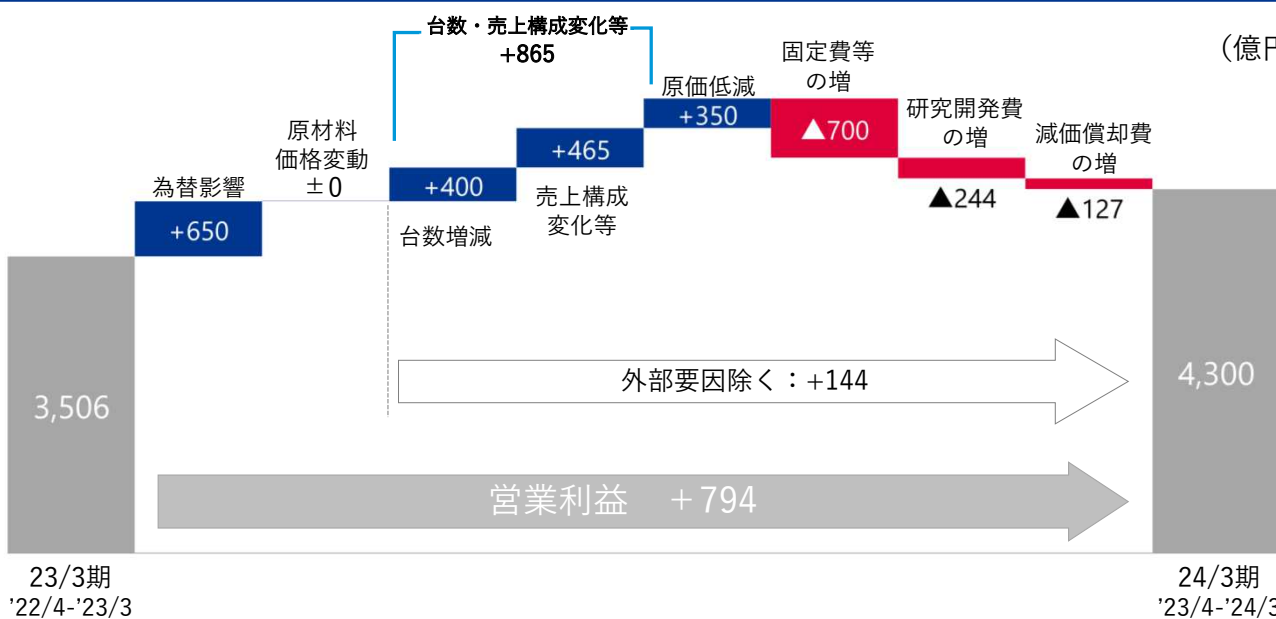 台数・売上構成変化等
+865
（億円
為替影響
+650
原材料
価格変動
±0
+400
台数増減
+465
売上構成
変化等
原価低減
+350
固定費等
の増
▲700
研究開発費
の増
▲244
減価償却費
の増
▲127
外部要因除く：+144
営業利益　+794
3,506
4,300
23/3期
'22/4-'23/3
24/3期
'23/4-'24/3